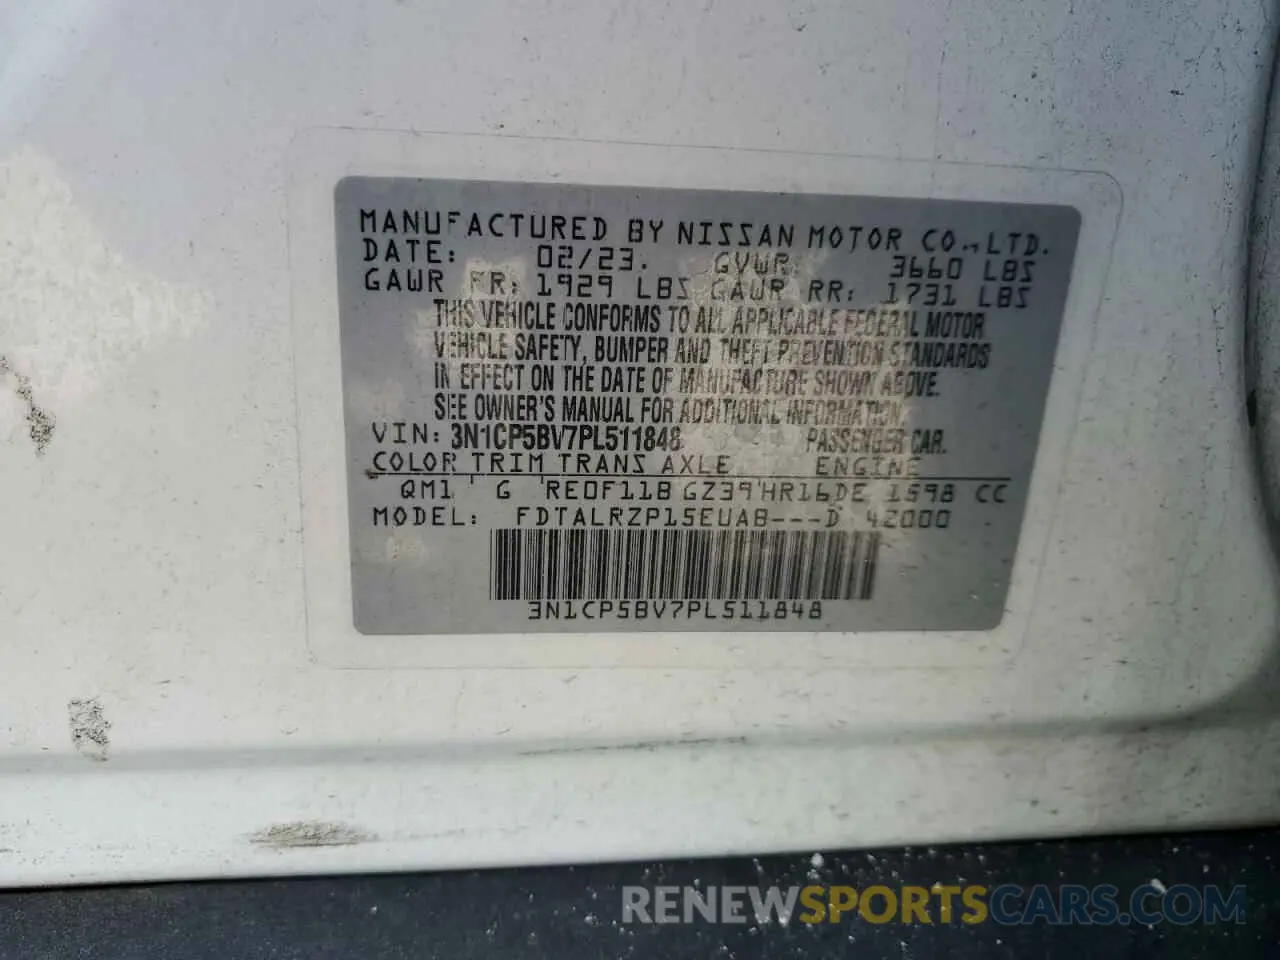 MANUFACTURED BY NISSAN MOTOR CO., LTD.
DATE: 02/23. GVWR: 3660 LBS
GAWR FR: 1929 LBS GAWR RR: 1731 LBS
THIS VEHICLE CONFORMS TO ALL APPLICABLE FEDERAL MOTOR
VEHICLE SAFETY, BUMPER AND THEFT PREVENTION STANDARDS
IN EFFECT ON THE DATE OF MANUFACTURE SHOWN ABOVE.
SEE OWNER'S MANUAL FOR ADDITIONAL INFORMATION.
VIN: 3N1CP5BV7PL511848 PASSENGER CAR.
COLOR TRIM TRANS AXLE ENGINE
QM1 ' G 'RE0F11B GZ39'HR16DE 1598 CC
MODEL: FDTALRZP15EUAB---D 42000
3N1CP5BV7PL511848
RENEWSPORTSCARS.COM